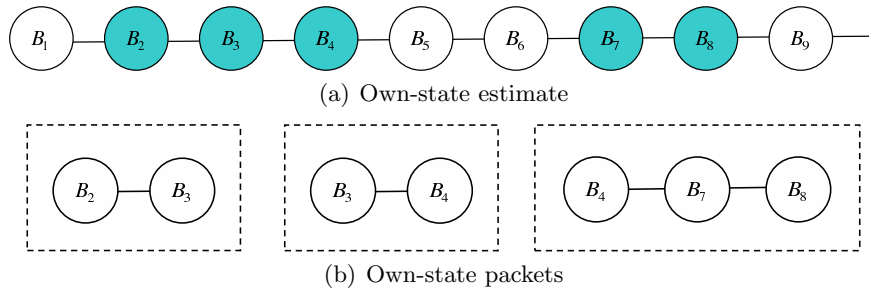 B₁ B₂ B₃ B₄ B₅ B₆ B₇ B₈ B₉
(a) Own-state estimate
B₂ B₃ B₃ B₄ B₄ B₇ B₈
(b) Own-state packets